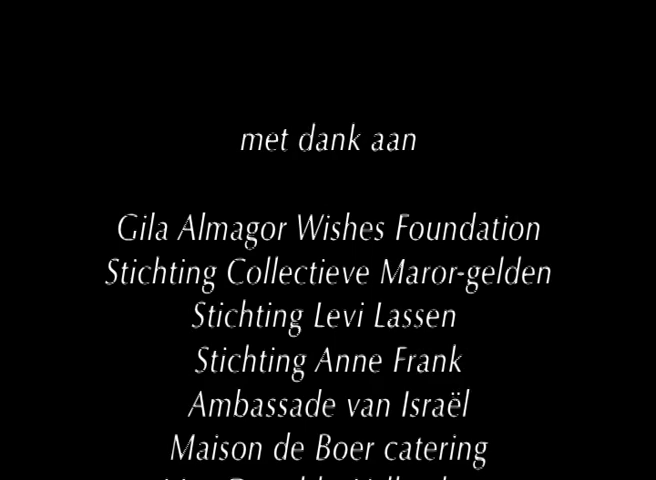 met dank aan
Gila Almagor Wishes Foundation
Stichting Collectieve Maror-gelden
Stichting Levi Lassen
Stichting Anne Frank
Ambassade van Israël
Maison de Boer catering